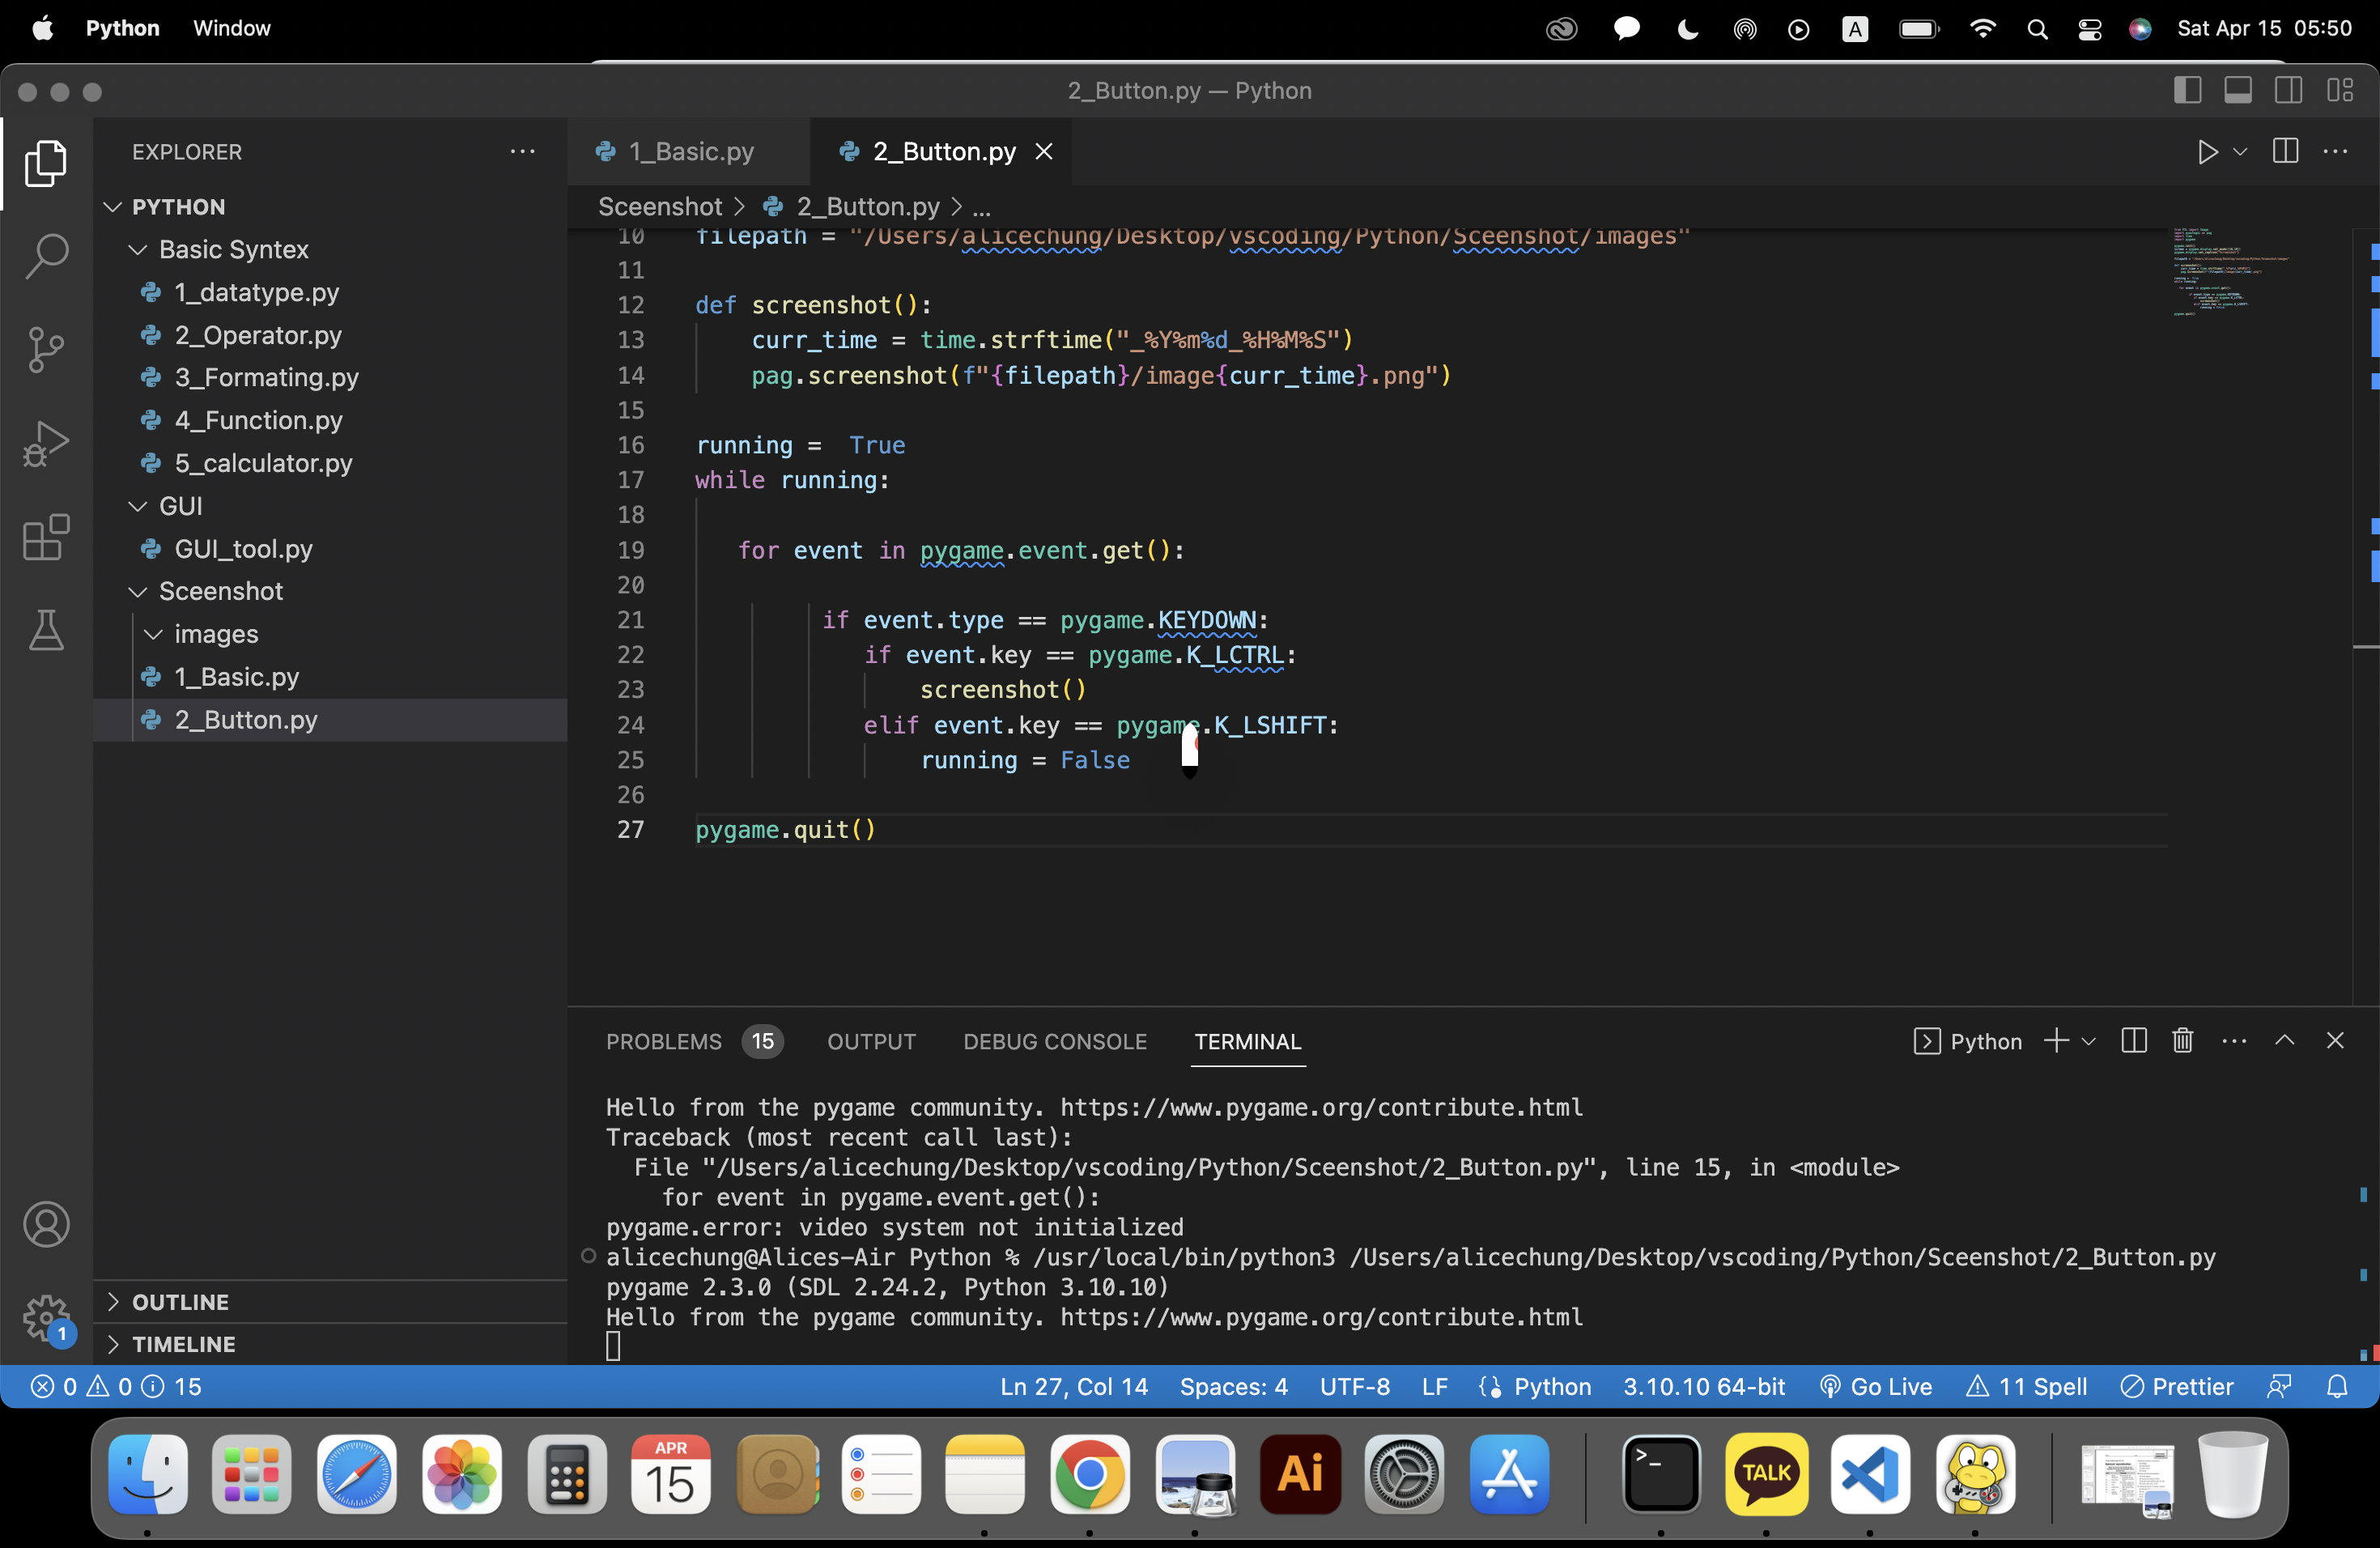 Python Window
A
Sat Apr 15 05:50
2_Button.py — Python
EXPLORER
PYTHON
Basic Syntex
1_datatype.py
2_Operator.py
3_Formating.py
4_Function.py
5_calculator.py
GUI
GUI_tool.py
Sceenshot
images
1_Basic.py
2_Button.py
OUTLINE
TIMELINE
1
1_Basic.py 2_Button.py
Sceenshot > 2_Button.py > ...
10 filepath = "/Users/alicechung/Desktop/vscoding/Python/Sceenshot/images"
11
12 def screenshot():
13 curr_time = time.strftime("_%Y%m%d_%H%M%S")
14 pag.screenshot(f"{filepath}/image{curr_time}.png")
15
16 running = True
17 while running:
18
19 for event in pygame.event.get():
20
21 if event.type == pygame.KEYDOWN:
22 if event.key == pygame.K_LCTRL:
23 screenshot()
24 elif event.key == pygame.K_LSHIFT:
25 running = False
26
27 pygame.quit()
PROBLEMS 15 OUTPUT DEBUG CONSOLE TERMINAL
Python
Hello from the pygame community. https://www.pygame.org/contribute.html
Traceback (most recent call last):
File "/Users/alicechung/Desktop/vscoding/Python/Sceenshot/2_Button.py", line 15, in <module>
for event in pygame.event.get():
pygame.error: video system not initialized
alicechung@Alices-Air Python % /usr/local/bin/python3 /Users/alicechung/Desktop/vscoding/Python/Sceenshot/2_Button.py
pygame 2.3.0 (SDL 2.24.2, Python 3.10.10)
Hello from the pygame community. https://www.pygame.org/contribute.html
0 0 15
Ln 27, Col 14 Spaces: 4 UTF-8 LF Python 3.10.10 64-bit Go Live 11 Spell Prettier
APR
15
Ai
>_
TALK